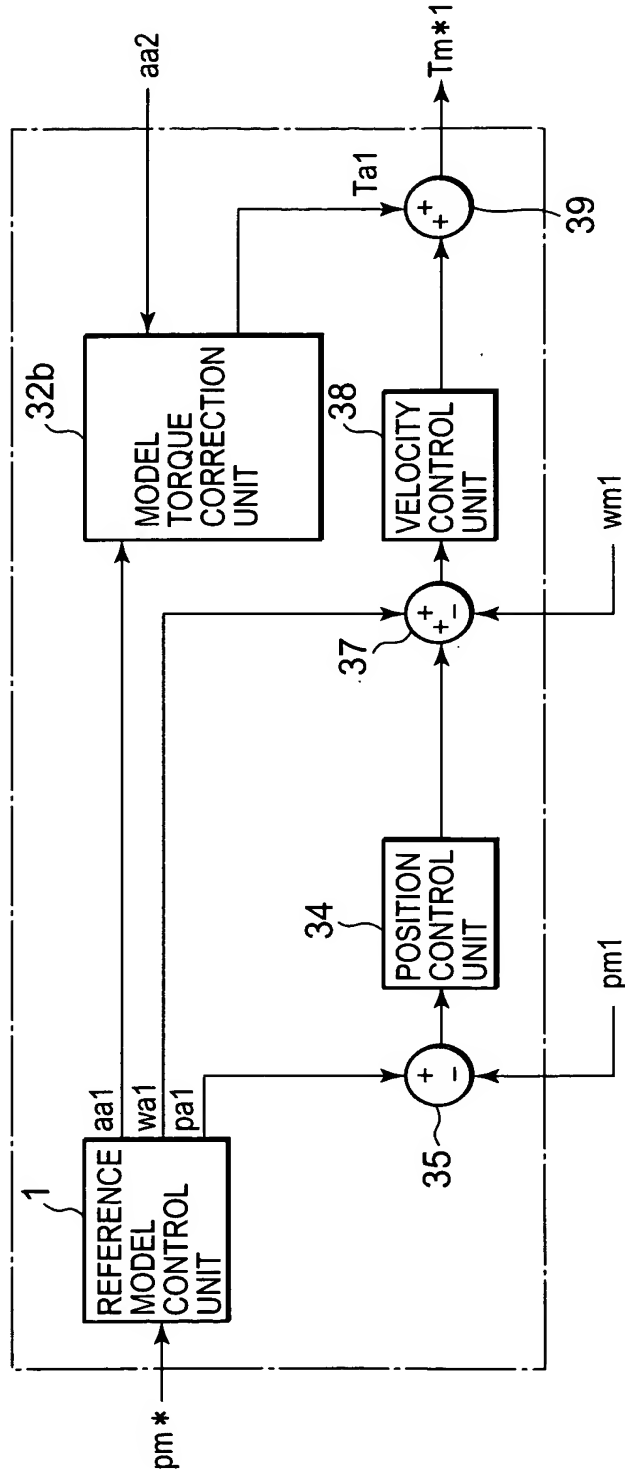 pm*
1
REFERENCE
MODEL
CONTROL
UNIT
aa1
wa1
pa1
32b
MODEL
TORQUE
CORRECTION
UNIT
aa2
Ta1
+
-
35
34
POSITION
CONTROL
UNIT
+
+ -
37
38
VELOCITY
CONTROL
UNIT
+
+
39
Tm*1
pm1
wm1